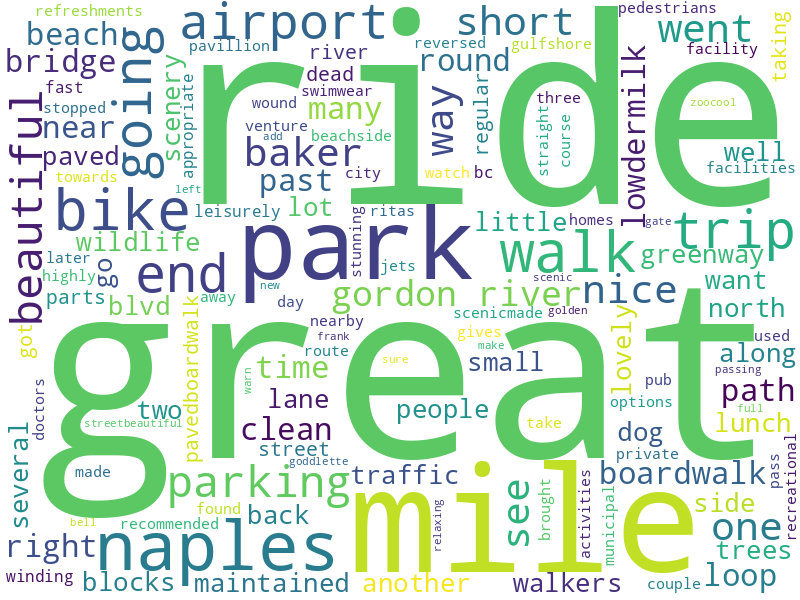 refreshments
airport
short
pedestrians
beach
going
pavillion
river
ride
reversed
gulfshore
went
taking
bridge
scenery
dead
round
facility
fast
swimwear
lowdermilk
stopped
appropriate
wound
many
way
regular
three
zoocool
near
venture
beachside
straight
course
beautiful
paved
baker
add
city
watch
bc
well
facilities
towards
past
left
bike
leisurely
lot
ritas
little
homes
gate
trip
wildlife
park
stunning
walk
greenway
later
go
end
jets
scenic
highly
want
parts
blvd
away
new
day
gordon river
nice
north
scenicmade
golden
used
got
pavedboardwalk
nearby
frank
route
gives
make
lovely
along
passing
great
time
sure
small
pub
doctors
warn
lane
path
two
people
options
full
streetbeautiful
clean
take
lunch
several
street
dog
private
goddlette
made
parking
traffic
see
boardwalk
pass
recreational
mile
brought
activities
municipal
side
bell
recommended
found
back
relaxing
one
right
naples
trees
winding
blocks
maintained
another
walkers
couple
loop